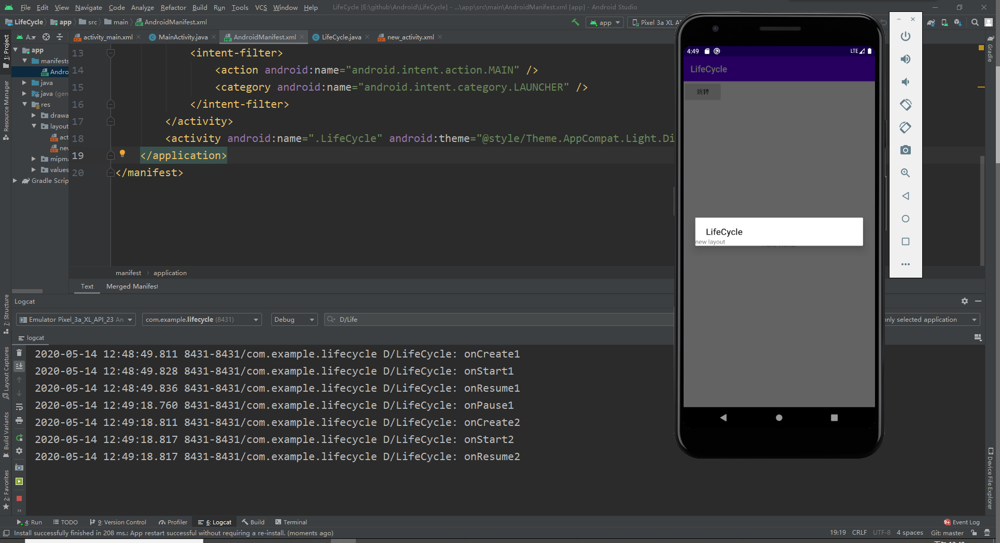 File Edit View Navigate Code Analyze Refactor Build Run Tools VCS Window Help LifeCycle [E:\github\Android\LifeCycle] - ...\app\src\main\AndroidManifest.xml [app] - Android Studio
LifeCycle app src main AndroidManifest.xml app Pixel 3a XL AP
A.. activity_main.xml MainActivity.java AndroidManifest.xml LifeCycle.java new_activity.xml
1: Project
Resource Manager
7: Structure
Layout Captures
Build Variants
2: Favorites
app
manifests
Andro
java
java (gen
res
drawa
layout
act
nev
mipma
values
Gradle Scrip
13 <intent-filter>
14 <action android:name="android.intent.action.MAIN" />
15 <category android:name="android.intent.category.LAUNCHER" />
16 </intent-filter>
17 </activity>
18 <activity android:name=".LifeCycle" android:theme="@style/Theme.AppCompat.Light.Di
19 </application>
20 </manifest>
manifest application
Text Merged Manifest
4:49 LTE
LifeCycle
跳转
LifeCycle
new layout
Gradle
Device File Explorer
Logcat
Emulator Pixel_3a_XL_API_23 An com.example.lifecycle (8431) Debug D/Life only selected application
logcat
2020-05-14 12:48:49.811 8431-8431/com.example.lifecycle D/LifeCycle: onCreate1
2020-05-14 12:48:49.828 8431-8431/com.example.lifecycle D/LifeCycle: onStart1
2020-05-14 12:48:49.836 8431-8431/com.example.lifecycle D/LifeCycle: onResume1
2020-05-14 12:49:18.760 8431-8431/com.example.lifecycle D/LifeCycle: onPause1
2020-05-14 12:49:18.811 8431-8431/com.example.lifecycle D/LifeCycle: onCreate2
2020-05-14 12:49:18.817 8431-8431/com.example.lifecycle D/LifeCycle: onStart2
2020-05-14 12:49:18.817 8431-8431/com.example.lifecycle D/LifeCycle: onResume2
4: Run TODO 9: Version Control Profiler 6: Logcat Build Terminal 9+ Event Log
Install successfully finished in 208 ms.: App restart successful without requiring a re-install. (moments ago) 19:19 CRLF UTF-8 4 spaces Git: master